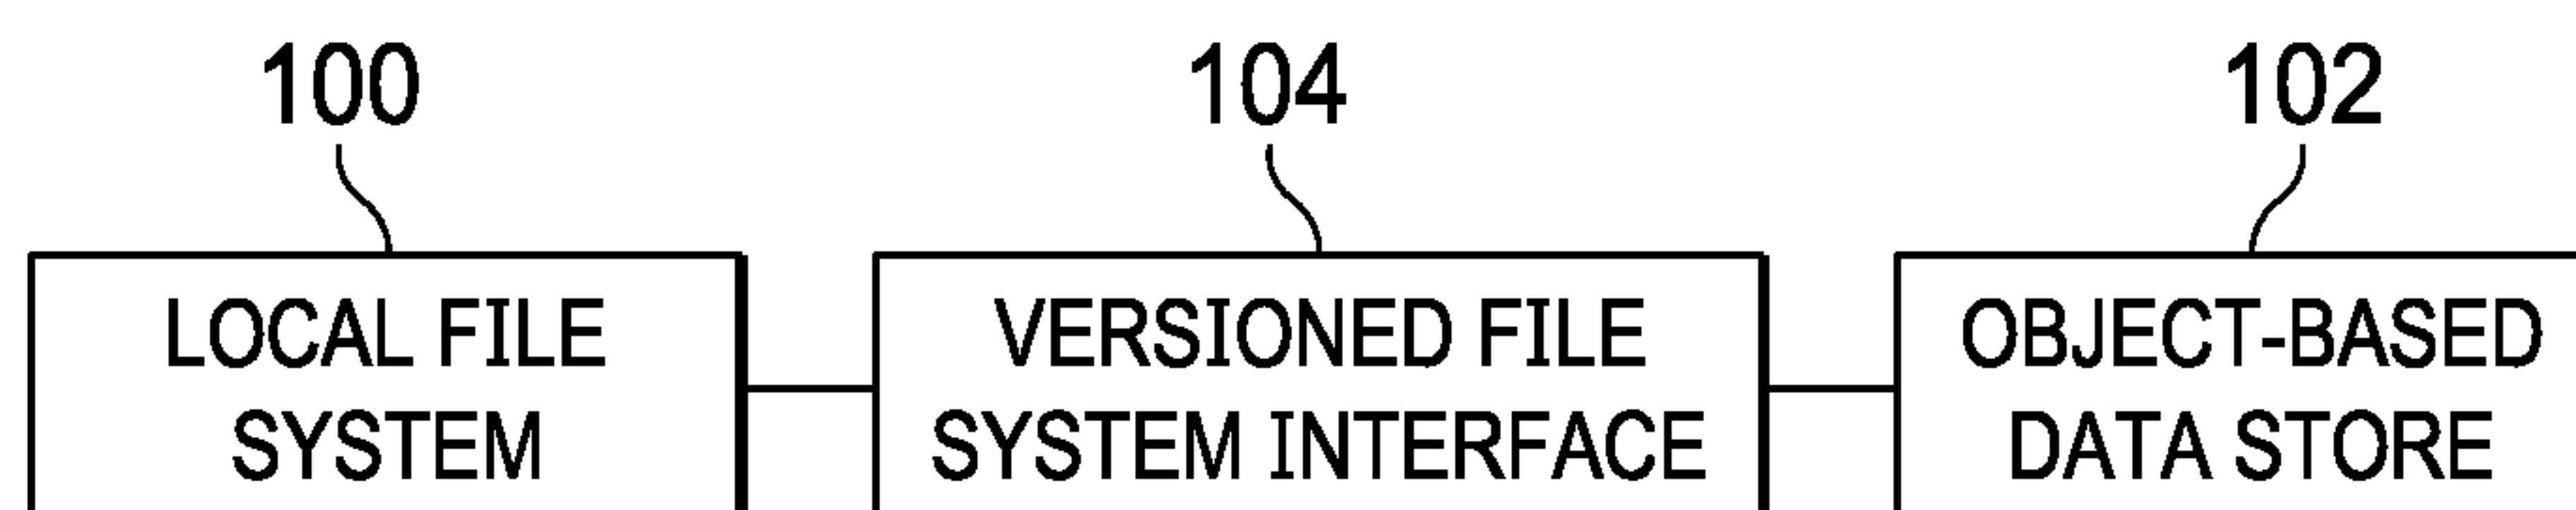 100
104
102
LOCAL FILE
SYSTEM
VERSIONED FILE
SYSTEM INTERFACE
OBJECT-BASED
DATA STORE